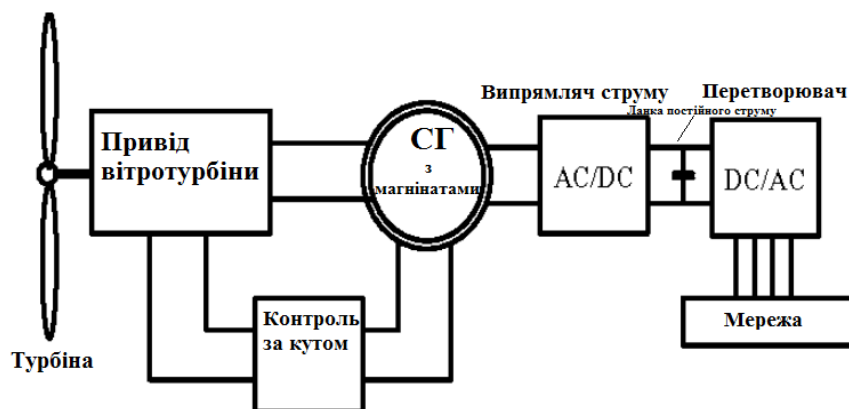 Турбіна
Привід
вітротурбіни
Контроль
за кутом
СГ
з
магнінатами
Випрямляч струму
AC/DC
Ланка постійного струму
Перетворювач
DC/AC
Мережа